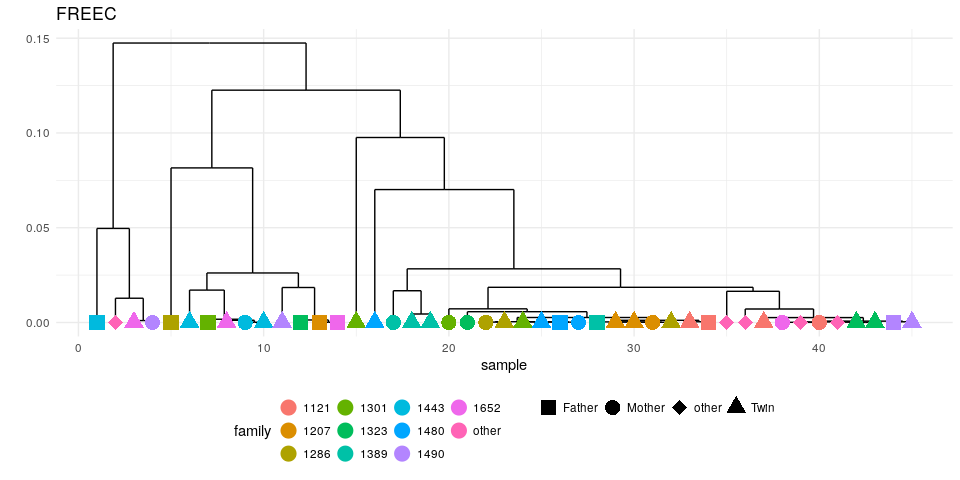 FREEC
0.15
0.10
0.05
0.00
0 10 20 30 40
sample
1121 1301 1443 1652 Father Mother other Twin
family 1207 1323 1480 other
1286 1389 1490